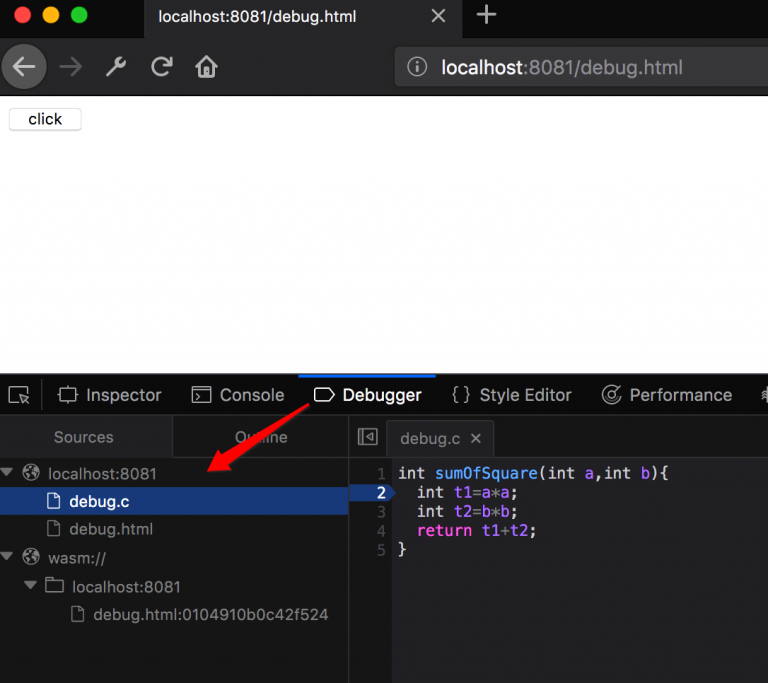 localhost:8081/debug.html
localhost:8081/debug.html
click
Inspector Console Debugger Style Editor Performance
Sources Outline debug.c
localhost:8081
debug.c
debug.html
wasm://
localhost:8081
debug.html:0104910b0c42f524
1 int sumOfSquare(int a,int b){
2 int t1=a*a;
3 int t2=b*b;
4 return t1+t2;
5 }